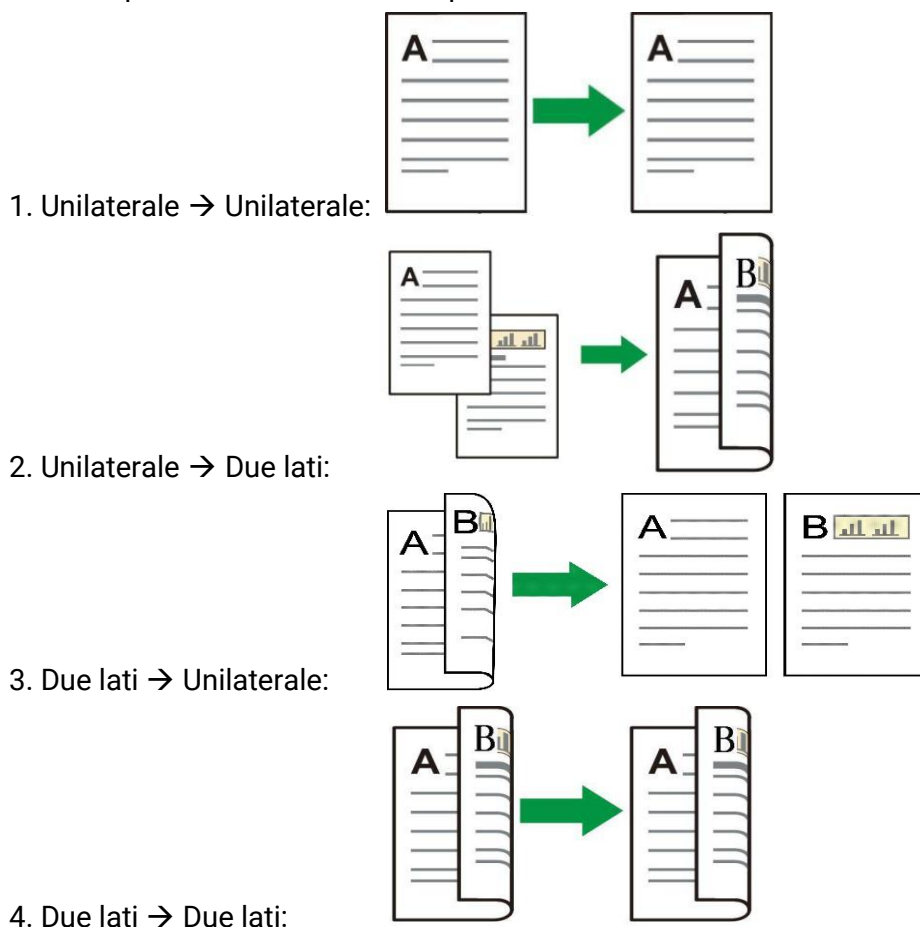 A A
1. Unilaterale → Unilaterale:
A
A B
2. Unilaterale → Due lati:
A B
A
B
3. Due lati → Unilaterale:
A B
A B
4. Due lati → Due lati: